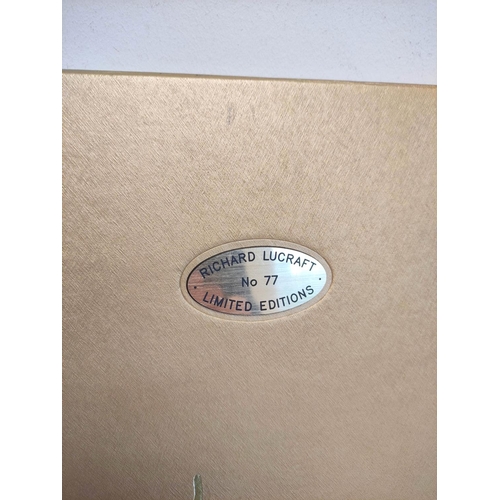 RICHARD LUCRAFT
No 77
· LIMITED EDITIONS ·